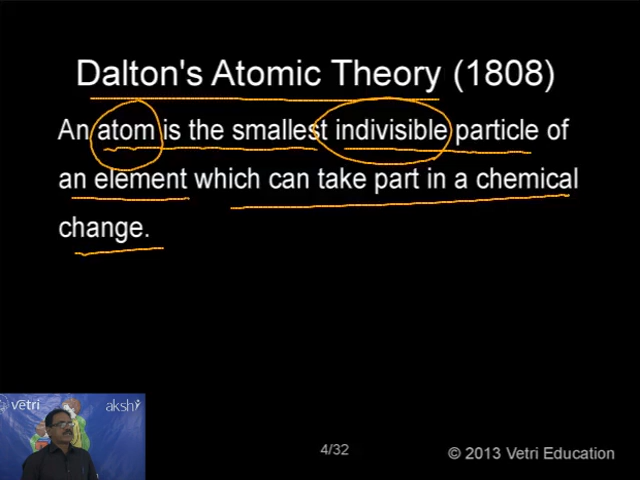 Dalton's Atomic Theory (1808)
An atom is the smallest indivisible particle of
an element which can take part in a chemical
change.
vetri
aksh
4/32
© 2013 Vetri Education